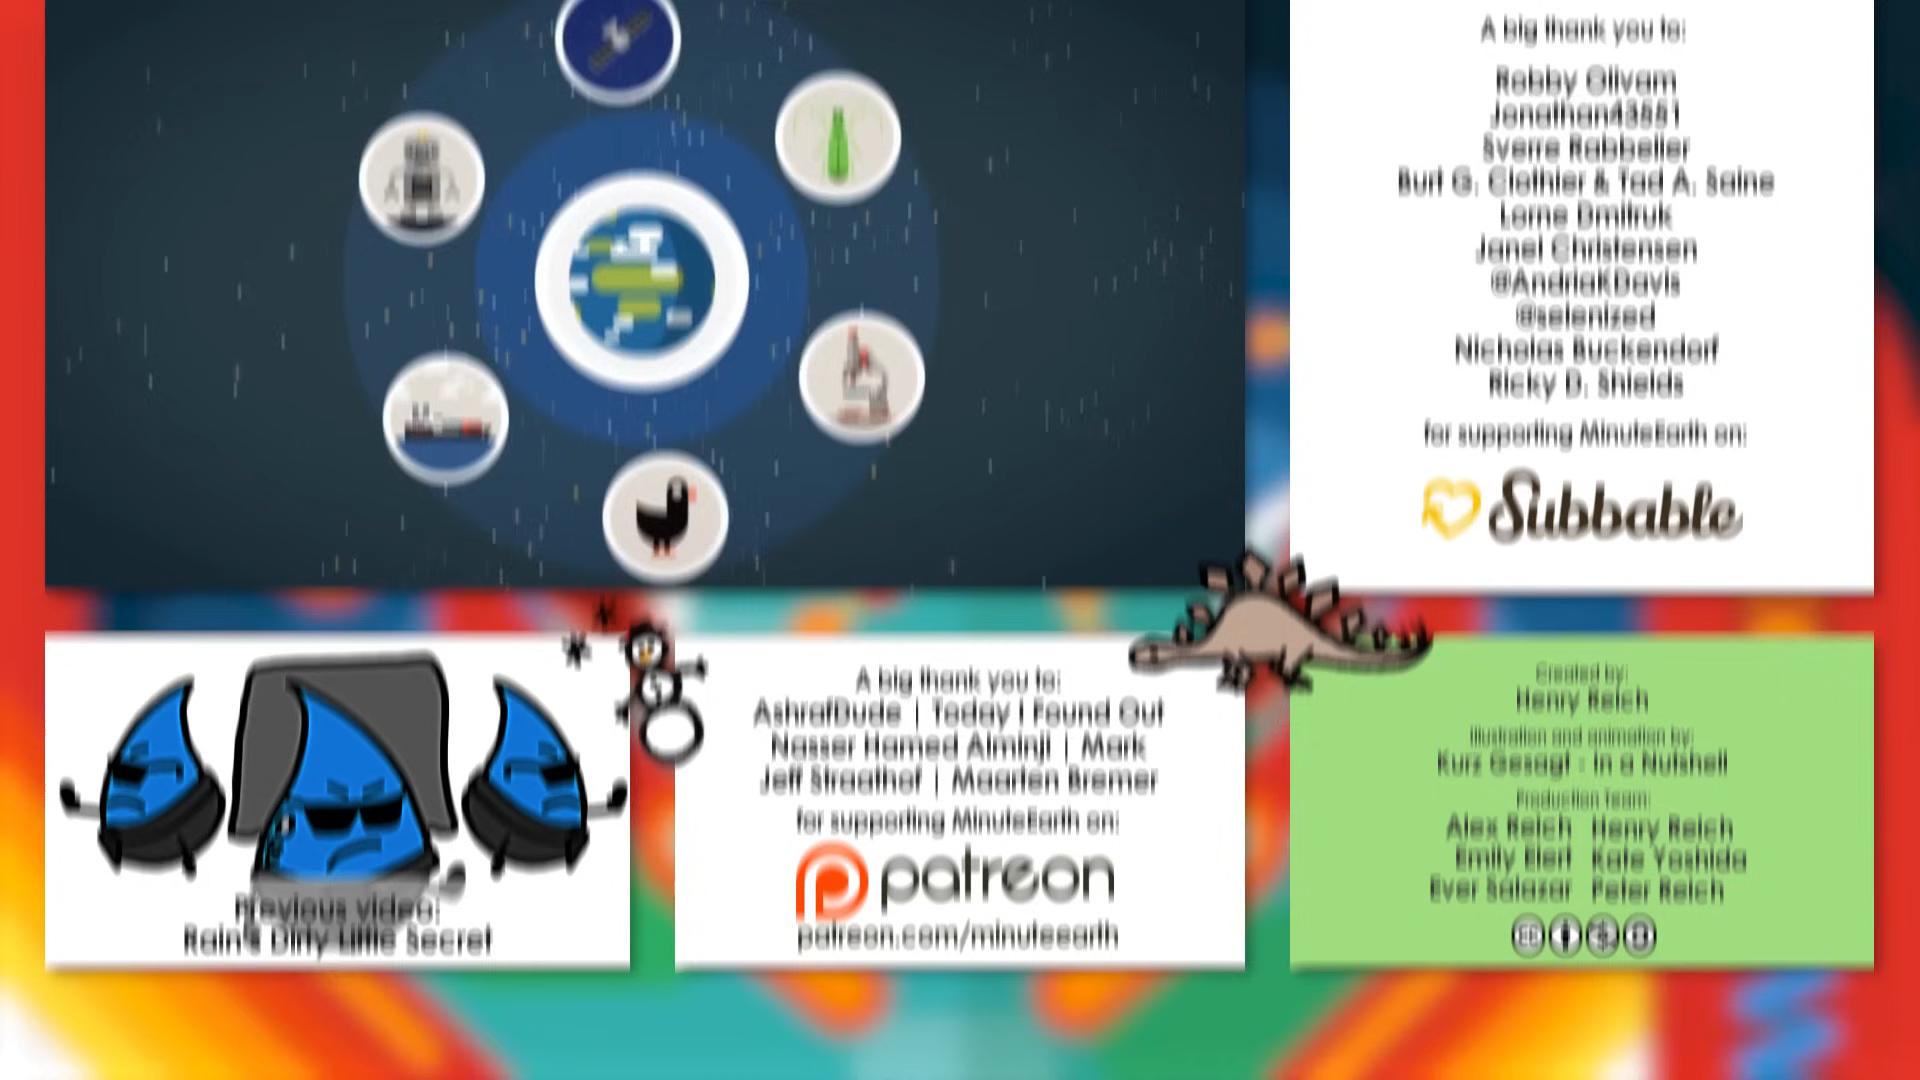 A big thank you to:
Robby Olivam
Jonathan43551
Sverre Rabbelier
Burt G. Clothier & Tad A. Saine
Lorne Dmitruk
Janel Christensen
@AndriaKDavis
@selenized
Nicholas Buckendorf
Ricky D. Shields
for supporting MinuteEarth on:
Subbable
Previous video:
Rain's Dirty Little Secret
A big thank you to:
AshrafDude | Today I Found Out
Nasser Hamed Alminji | Mark
Jeff Straathof | Maarten Bremer
for supporting MinuteEarth on:
patreon
patreon.com/minuteearth
Created by:
Henry Reich
Illustration and animation by:
Kurz Gesagt - In a Nutshell
Production Team:
Alex Reich Henry Reich
Emily Elert Kate Yoshida
Ever Salazar Peter Reich